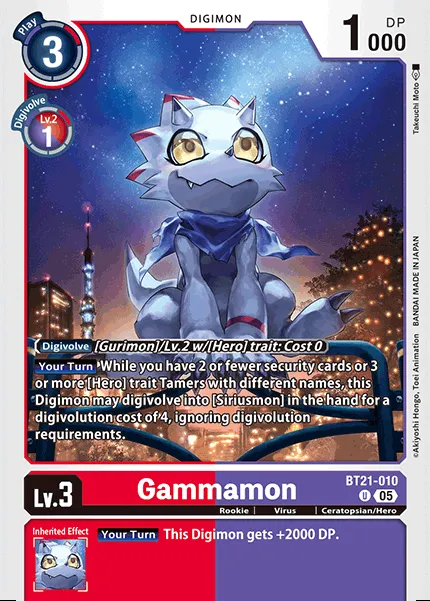 DIGIMON
Play
3
1000
DP
Digivolve
Lv.2
1
Takeuchi Moto
©Akiyoshi Hongo, Toei Animation BANDAI MADE IN JAPAN
Digivolve [Gurimon]/Lv.2 w/[Hero] trait: Cost 0
Your Turn While you have 2 or fewer security cards or 3
or more [Hero] trait Tamers with different names, this
Digimon may digivolve into [Siriusmon] in the hand for a
digivolution cost of 4, ignoring digivolution
requirements.
Lv.3
Gammamon
BT21-010
U 05
Rookie | Virus | Ceratopsian/Hero
Inherited Effect
Your Turn This Digimon gets +2000 DP.